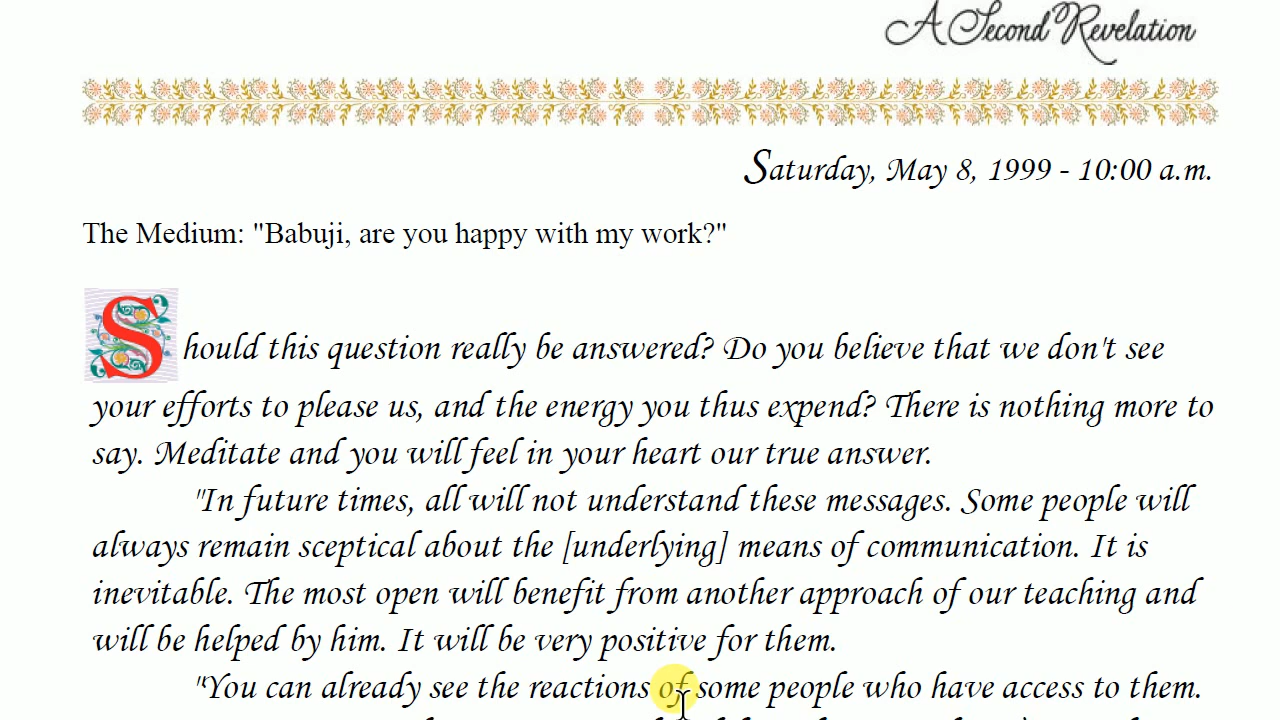 A Second Revelation
Saturday, May 8, 1999 - 10:00 a.m.
The Medium: "Babuji, are you happy with my work?"
Should this question really be answered? Do you believe that we don't see
your efforts to please us, and the energy you thus expend? There is nothing more to
say. Meditate and you will feel in your heart our true answer.
"In future times, all will not understand these messages. Some people will
always remain sceptical about the [underlying] means of communication. It is
inevitable. The most open will benefit from another approach of our teaching and
will be helped by him. It will be very positive for them.
"You can already see the reactions of some people who have access to them.